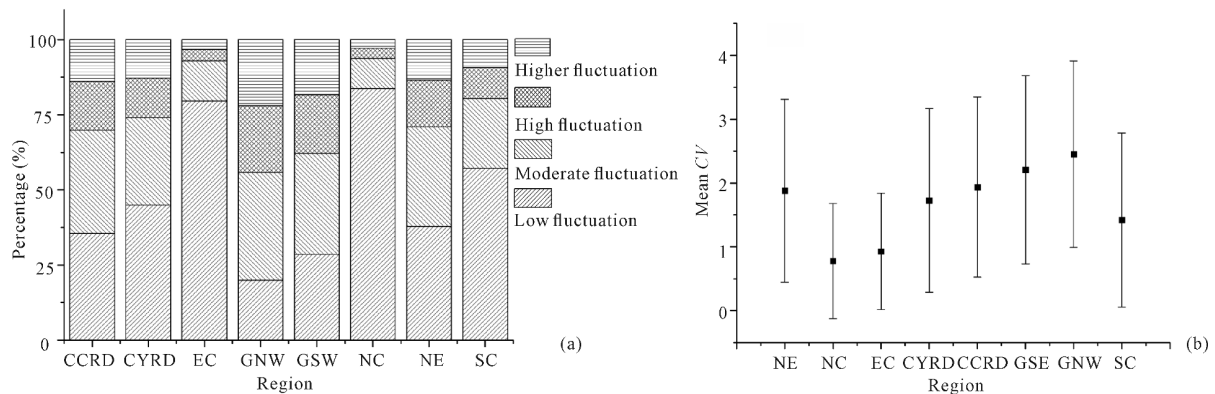 100
75
50
25
0
Percentage (%)
CCRD CYRD EC GNW GSW NC NE SC
Region
Higher fluctuation
High fluctuation
Moderate fluctuation
Low fluctuation
(a)
4
3
2
1
0
Mean CV
NE NC EC CYRD CCRD GSE GNW SC
Region
(b)